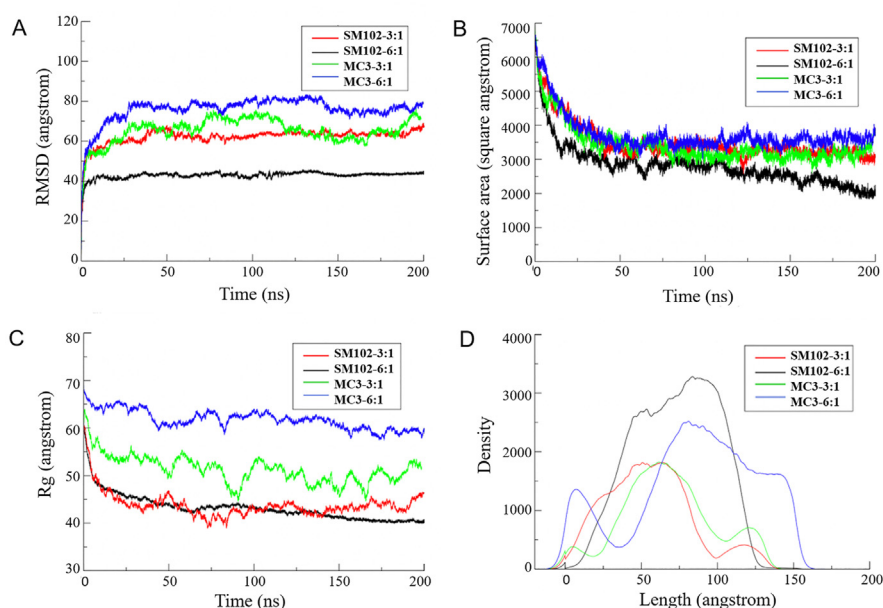 A
RMSD (angstrom)
120
100
80
60
40
20
0
SM102-3:1
SM102-6:1
MC3-3:1
MC3-6:1
0
50
100
150
200
Time (ns)
B
Surface area (square angstrom)
7000
6000
5000
4000
3000
2000
1000
0
SM102-3:1
SM102-6:1
MC3-3:1
MC3-6:1
0
50
100
150
200
Time (ns)
C
Rg (angstrom)
80
70
60
50
40
30
SM102-3:1
SM102-6:1
MC3-3:1
MC3-6:1
0
50
100
150
200
Time (ns)
D
Density
4000
3000
2000
1000
0
SM102-3:1
SM102-6:1
MC3-3:1
MC3-6:1
0
50
100
150
200
Length (angstrom)